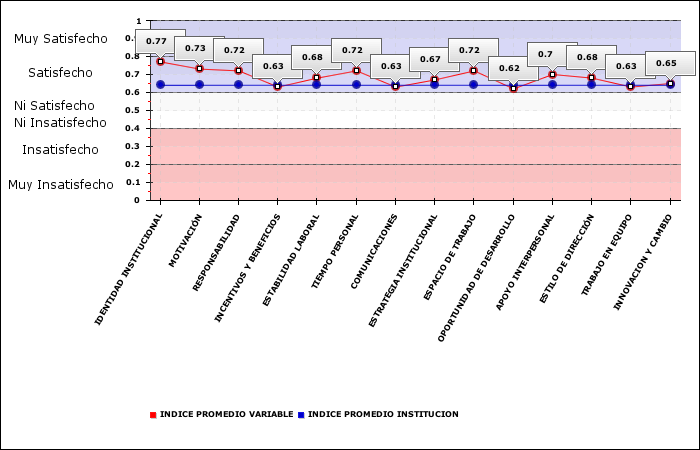 Muy Satisfecho
Satisfecho
Ni Satisfecho
Ni Insatisfecho
Insatisfecho
Muy Insatisfecho
1
0.8
0.7
0.6
0.5
0.4
0.3
0.2
0.1
0
0.77
0.73
0.72
0.63
0.68
0.72
0.63
0.67
0.72
0.62
0.7
0.68
0.63
0.65
IDENTIDAD INSTITUCIONAL
MOTIVACIÓN
RESPONSABILIDAD
INCENTIVOS Y BENEFICIOS
ESTABILIDAD LABORAL
TIEMPO PERSONAL
COMUNICACIONES
ESTRATEGIA INSTITUCIONAL
ESPACIO DE TRABAJO
OPORTUNIDAD DE DESARROLLO
APOYO INTERPERSONAL
ESTILO DE DIRECCIÓN
TRABAJO EN EQUIPO
INNOVACION Y CAMBIO
INDICE PROMEDIO VARIABLE
INDICE PROMEDIO INSTITUCION